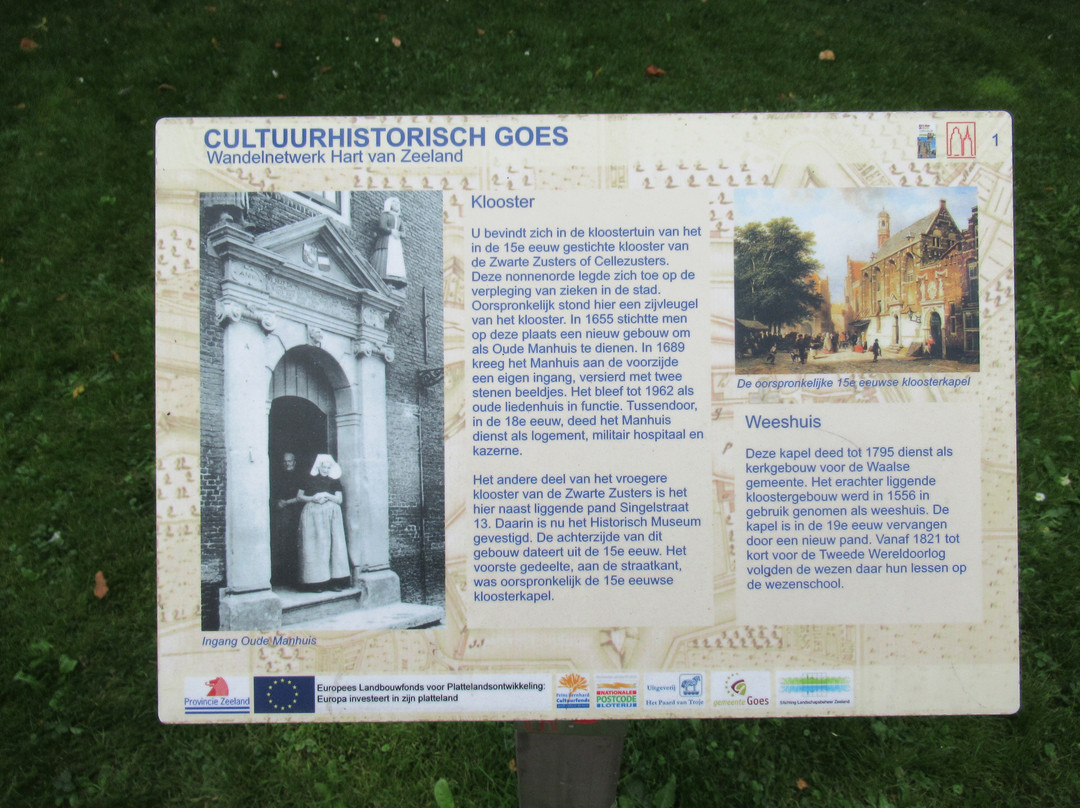 CULTUURHISTORISCH GOES
Wandelnetwerk Hart van Zeeland
1
Klooster
U bevindt zich in de kloostertuin van het
in de 15e eeuw gestichte klooster van
de Zwarte Zusters of Cellezusters.
Deze nonnenorde legde zich toe op de
verpleging van zieken in de stad.
Oorspronkelijk stond hier een zijvleugel
van het klooster. In 1655 stichtte men
op deze plaats een nieuw gebouw om
als Oude Manhuis te dienen. In 1689
kreeg het Manhuis aan de voorzijde
een eigen ingang, versierd met twee
stenen beeldjes. Het bleef tot 1962 als
oude liedenhuis in functie. Tussendoor,
in de 18e eeuw, deed het Manhuis
dienst als logement, militair hospitaal en
kazerne.
Het andere deel van het vroegere
klooster van de Zwarte Zusters is het
hier naast liggende pand Singelstraat
13. Daarin is nu het Historisch Museum
gevestigd. De achterzijde van dit
gebouw dateert uit de 15e eeuw. Het
voorste gedeelte, aan de straatkant,
was oorspronkelijk de 15e eeuwse
kloosterkapel.
De oorspronkelijke 15e eeuwse kloosterkapel
Weeshuis
Deze kapel deed tot 1795 dienst als
kerkgebouw voor de Waalse
gemeente. Het erachter liggende
kloostergebouw werd in 1556 in
gebruik genomen als weeshuis. De
kapel is in de 19e eeuw vervangen
door een nieuw pand. Vanaf 1821 tot
kort voor de Tweede Wereldoorlog
volgden de wezen daar hun lessen op
de wezenschool.
Ingang Oude Manhuis
Provincie Zeeland
Europees Landbouwfonds voor Plattelandsontwikkeling:
Europa investeert in zijn platteland
Prins Bernhard
Cultuurfonds
NATIONALE
POSTCODE
LOTERIJ
Uitgeverij
Het Paard van Troje
gemeente Goes
Stichting Landschapsbeheer Zeeland